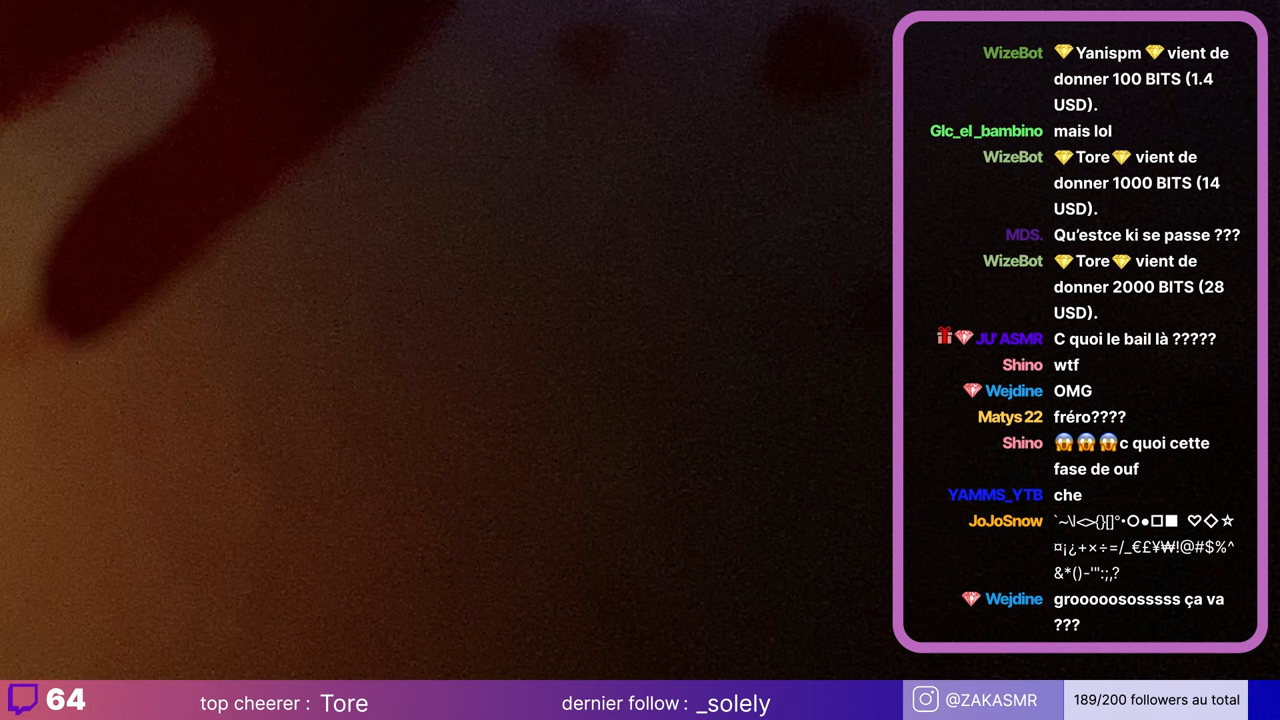 WizeBot 💎Yanispm 💎 vient de
donner 100 BITS (1.4
USD).
Glc_el_bambino mais lol
WizeBot 💎Tore💎 vient de
donner 1000 BITS (14
USD).
MDS. Qu'estce ki se passe ???
WizeBot 💎Tore💎 vient de
donner 2000 BITS (28
USD).
JU' ASMR C quoi le bail là ?????
Shino wtf
Wejdine OMG
Matys 22 fréro????
Shino 😱😱😱c quoi cette
fase de ouf
YAMMS_YTB che
JoJoSnow `~\|<>{}[]°•○●□■ ♡◇☆
¤¡¿+×÷=/_€£¥₩!@#$%^
&*()-'":;,?
Wejdine grooooososssss ça va
???
64
top cheerer : Tore
dernier follow : _solely
@ZAKASMR
189/200 followers au total